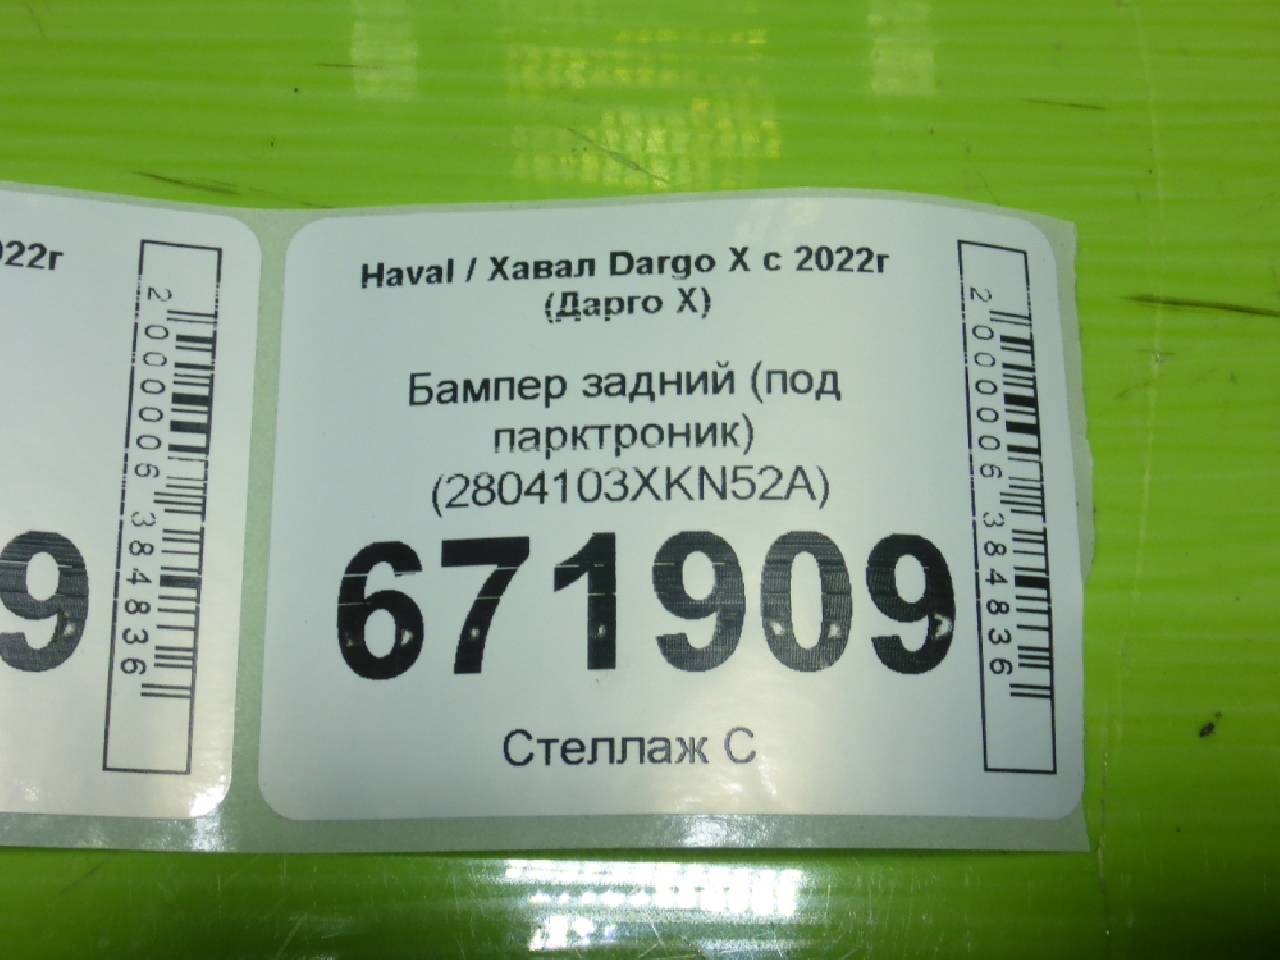 022г
9
2000006384836
Haval / Хавал Dargo X с 2022г
(Дарго Х)
Бампер задний (под
парктроник)
(2804103XKN52A)
671909
Стеллаж С
2000006384836